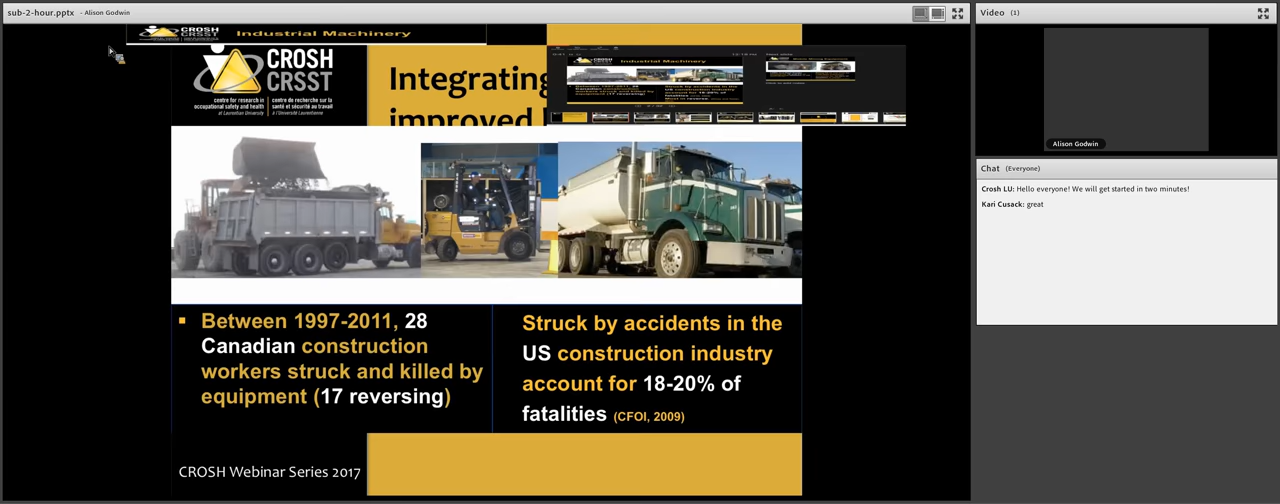 sub-2-hour.pptx - Alison Godwin
Industrial Machinery
CROSH
CRSST
centre for research in
occupational safety and health
at Laurentian University
centre de recherche sur la
santé et sécurité au travail
à l'Université Laurentienne
Integrating
improved
Industrial Machinery
Between 1997-2011, 28
Canadian construction
workers struck and killed by
equipment (17 reversing)
Struck by accidents in the
US construction industry
account for 18-20% of
fatalities (CFOI, 2009)
CROSH Webinar Series 2017
Video (1)
Alison Godwin
Chat (Everyone)
Crosh LU: Hello everyone! We will get started in two minutes!
Kari Cusack: great